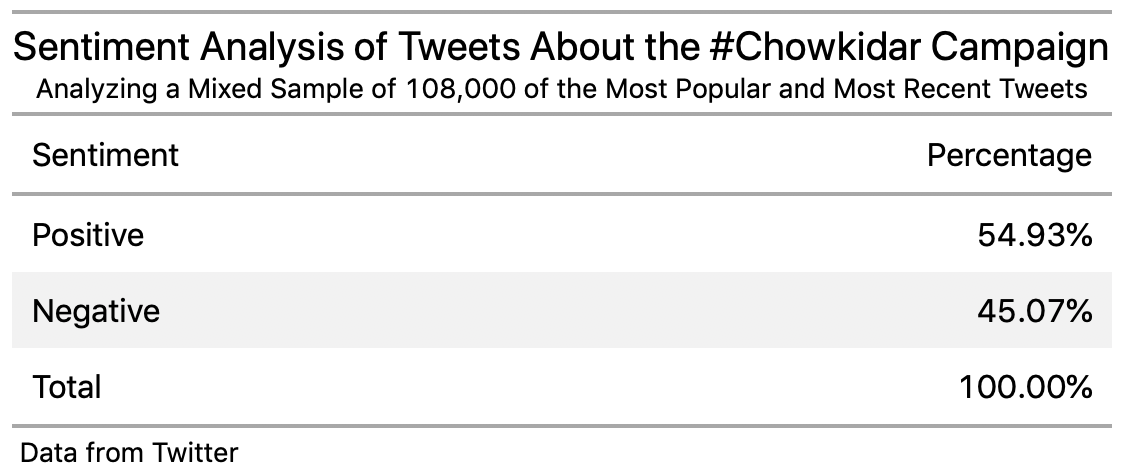 Sentiment Analysis of Tweets About the #Chowkidar Campaign
Analyzing a Mixed Sample of 108,000 of the Most Popular and Most Recent Tweets
Sentiment Percentage
Positive 54.93%
Negative 45.07%
Total 100.00%
Data from Twitter